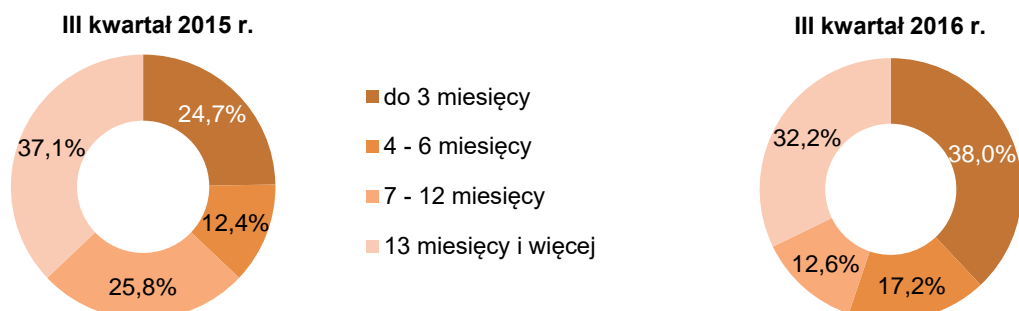 III kwartał 2015 r.
24,7%
12,4%
25,8%
37,1%
do 3 miesięcy
4 - 6 miesięcy
7 - 12 miesięcy
13 miesięcy i więcej
III kwartał 2016 r.
38,0%
17,2%
12,6%
32,2%